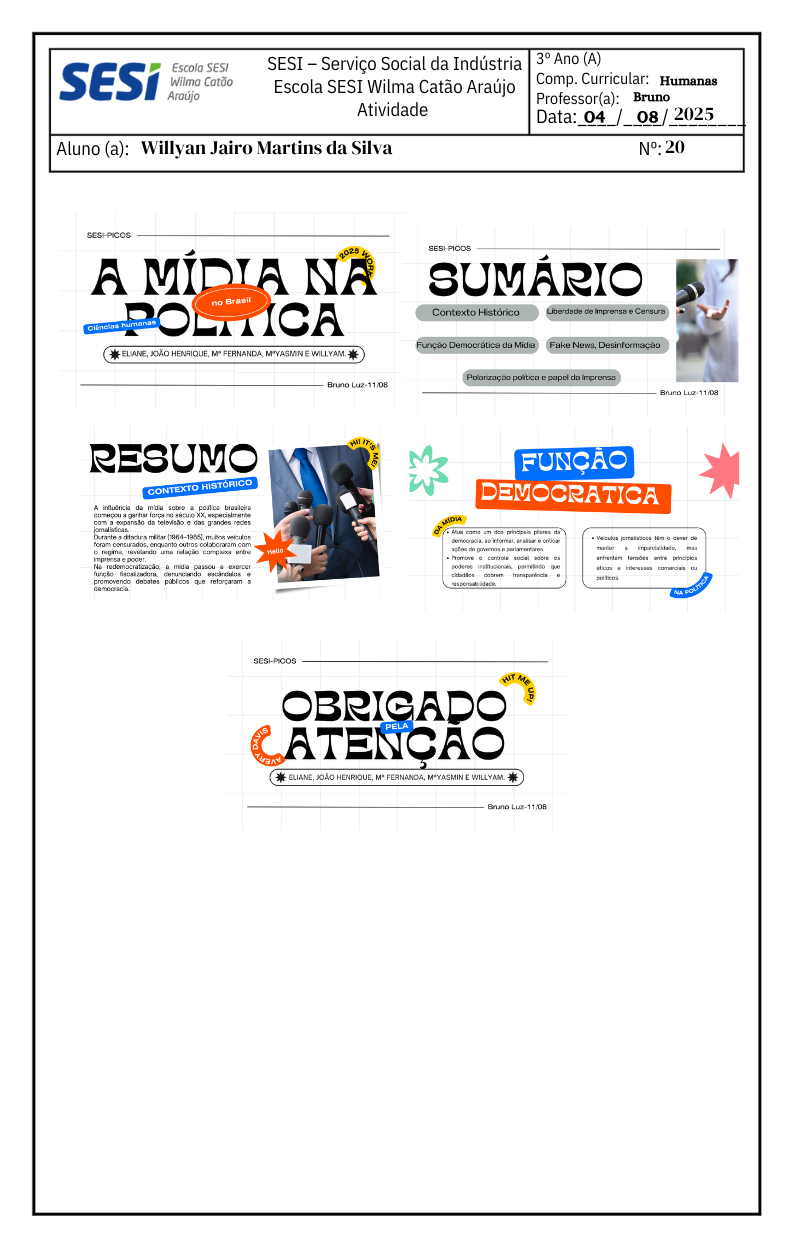 SESI
Escola SESI
Wilma Catão
Araújo
SESI – Serviço Social da Indústria
Escola SESI Wilma Catão Araújo
Atividade
3º Ano (A)
Comp. Curricular: Humanas
Professor(a): Bruno
Data:_04___/_08_/_2025_______
Aluno (a): Willyan Jairo Martins da Silva
Nº: 20
SESI-PICOS
2025 WORK
A MÍDIA NA
no Brasil
POLITICA
Ciências humanas
ELIANE, JOÃO HENRIQUE, Mª FERNANDA, MªYASMIN E WILLYAM.
Bruno Luz-11/08
SESI-PICOS
SUMÁRIO
Contexto Histórico
Liberdade de Imprensa e Censura
Função Democrática da Mídia
Fake News, Desinformação
Polarização política e papel da Imprensa
Bruno Luz-11/08
RESUMO
HI! IT'S ME!
CONTEXTO HISTÓRICO
A influência da mídia sobre a política brasileira
começou a ganhar força no século XX, especialmente
com a expansão da televisão e das grandes redes
jornalísticas.
Durante a ditadura militar (1964–1985), muitos veículos
foram censurados, enquanto outros colaboraram com
o regime, revelando uma relação complexa entre
imprensa e poder.
Na redemocratização, a mídia passou a exercer
função fiscalizadora, denunciando escândalos e
promovendo debates públicos que reforçaram a
democracia.
Hello
FUNÇÃO
DEMOCRATICA
DA MÍDIA
• Atua como um dos principais pilares da
democracia, ao informar, analisar e criticar
ações de governos e parlamentares.
• Promove o controle social sobre os
poderes institucionais, permitindo que
cidadãos cobrem transparência e
responsabilidade.
• Veículos jornalísticos têm o dever de
manter a imparcialidade, mas
enfrentam tensões entre princípios
éticos e interesses comerciais ou
políticos.
NA POLITICA
SESI-PICOS
HIT ME UP!
OBRIGADO
PELA
ATENÇÃO
AVERY DAVIS
ELIANE, JOÃO HENRIQUE, Mª FERNANDA, MªYASMIN E WILLYAM.
Bruno Luz-11/08